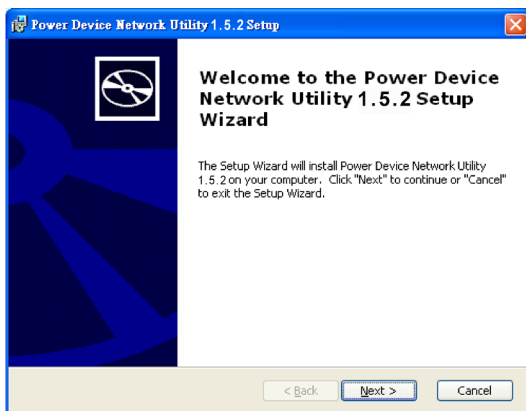 Power Device Network Utility 1.5.2 Setup
Welcome to the Power Device
Network Utility 1.5.2 Setup
Wizard
The Setup Wizard will install Power Device Network Utility
1.5.2 on your computer. Click "Next" to continue or "Cancel"
to exit the Setup Wizard.
< Back
Next >
Cancel